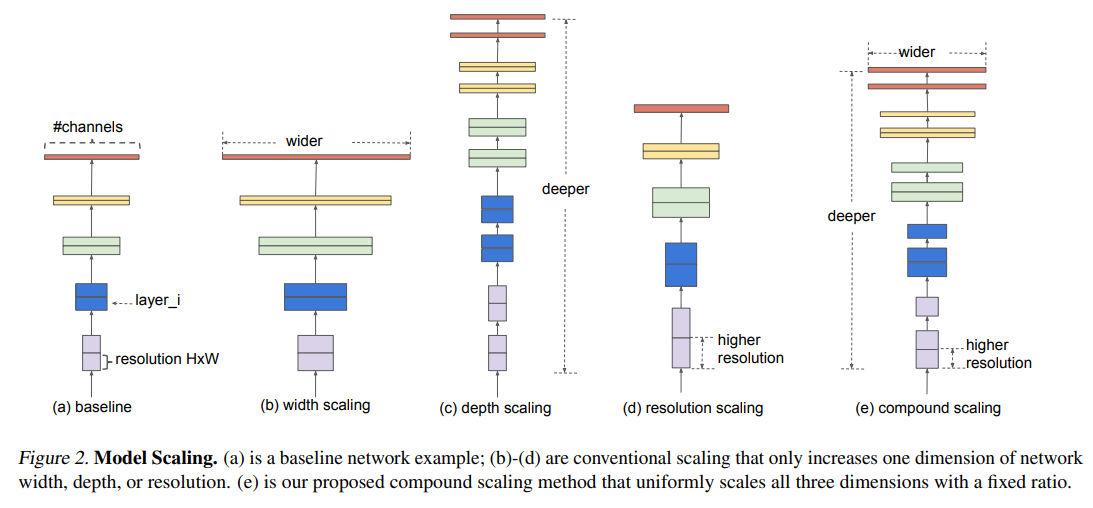 #channels
layer_i
resolution HxW
(a) baseline
wider
(b) width scaling
deeper
(c) depth scaling
higher
resolution
(d) resolution scaling
wider
deeper
higher
resolution
(e) compound scaling
Figure 2. Model Scaling. (a) is a baseline network example; (b)-(d) are conventional scaling that only increases one dimension of network
width, depth, or resolution. (e) is our proposed compound scaling method that uniformly scales all three dimensions with a fixed ratio.